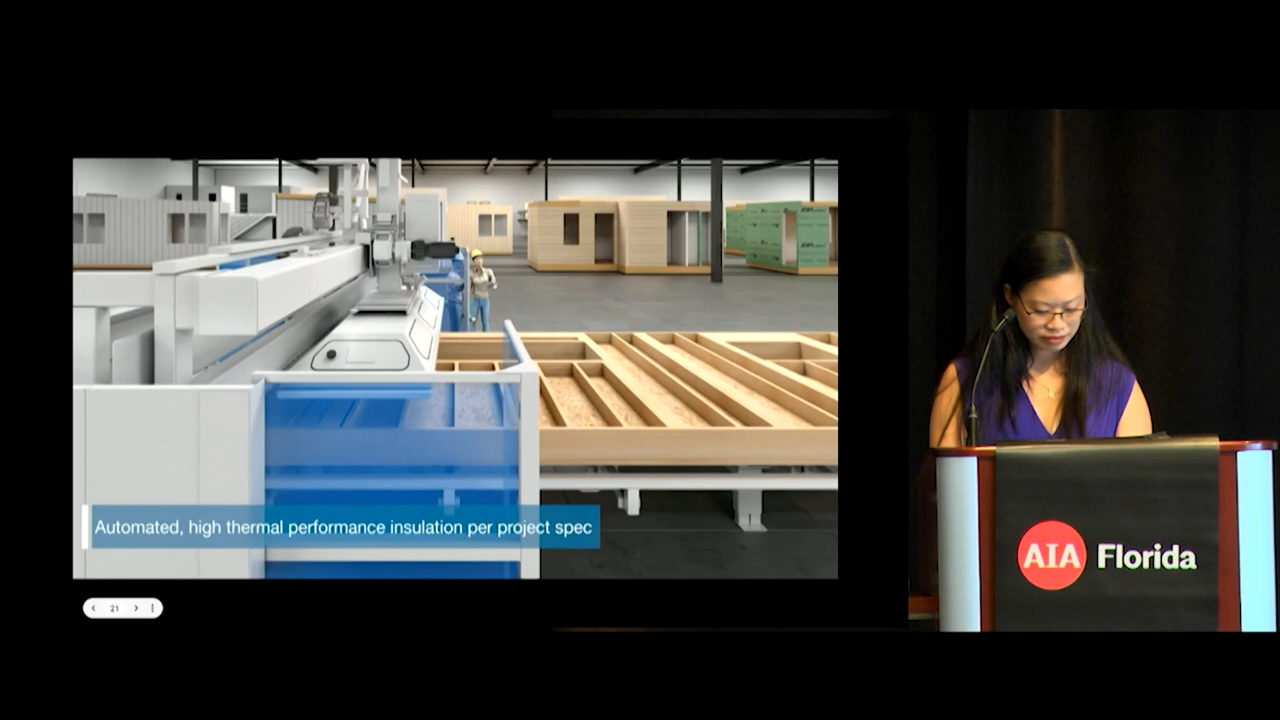 Automated, high thermal performance insulation per project spec
21
AIA Florida